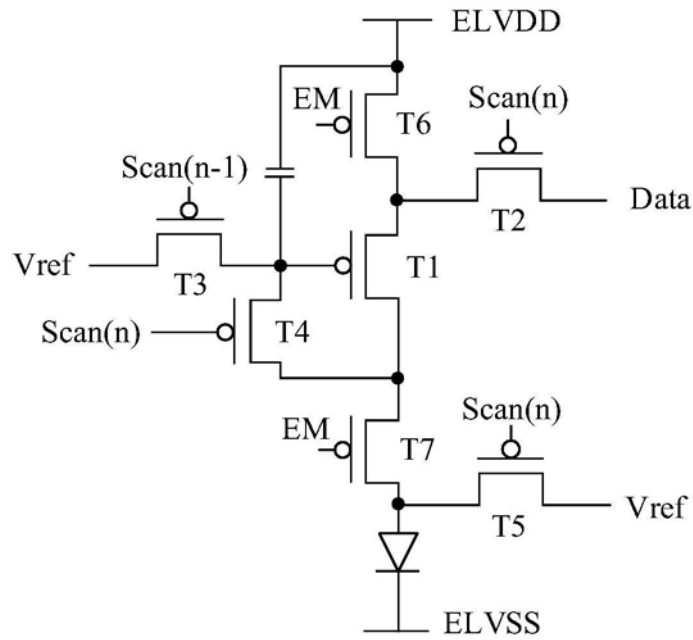 ELVDD
EM
T6
Scan(n)
Scan(n-1)
T2
Data
Vref
T3
T1
Scan(n)
T4
EM
T7
Scan(n)
T5
Vref
ELVSS